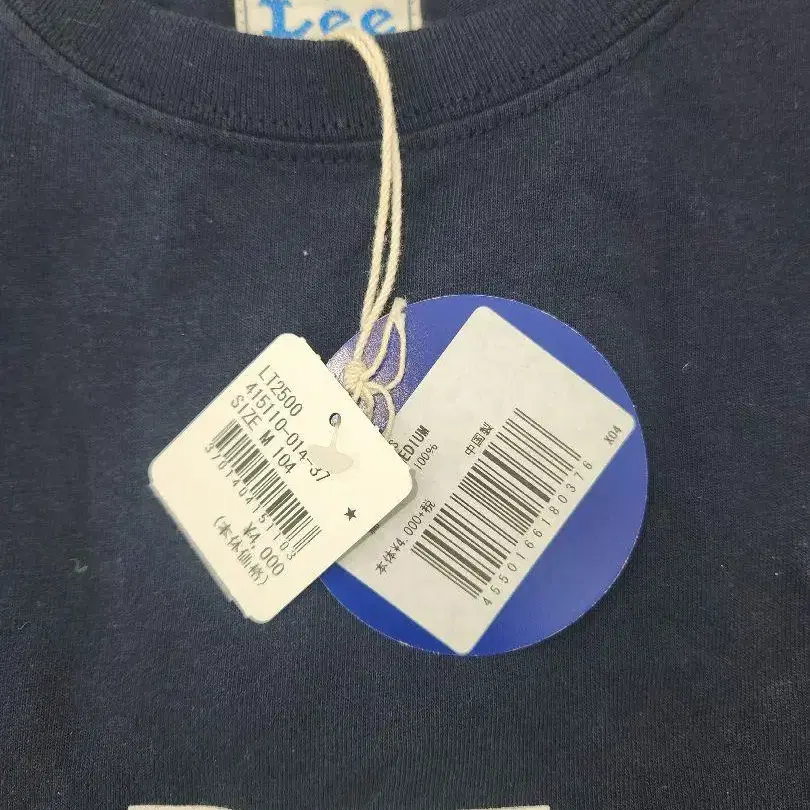 Lee
LT2500
415110-014-37
SIZE M 104
¥4,000
(本体価格)
★
100%
中国製
X04
本体¥4,000+税
4550166180376